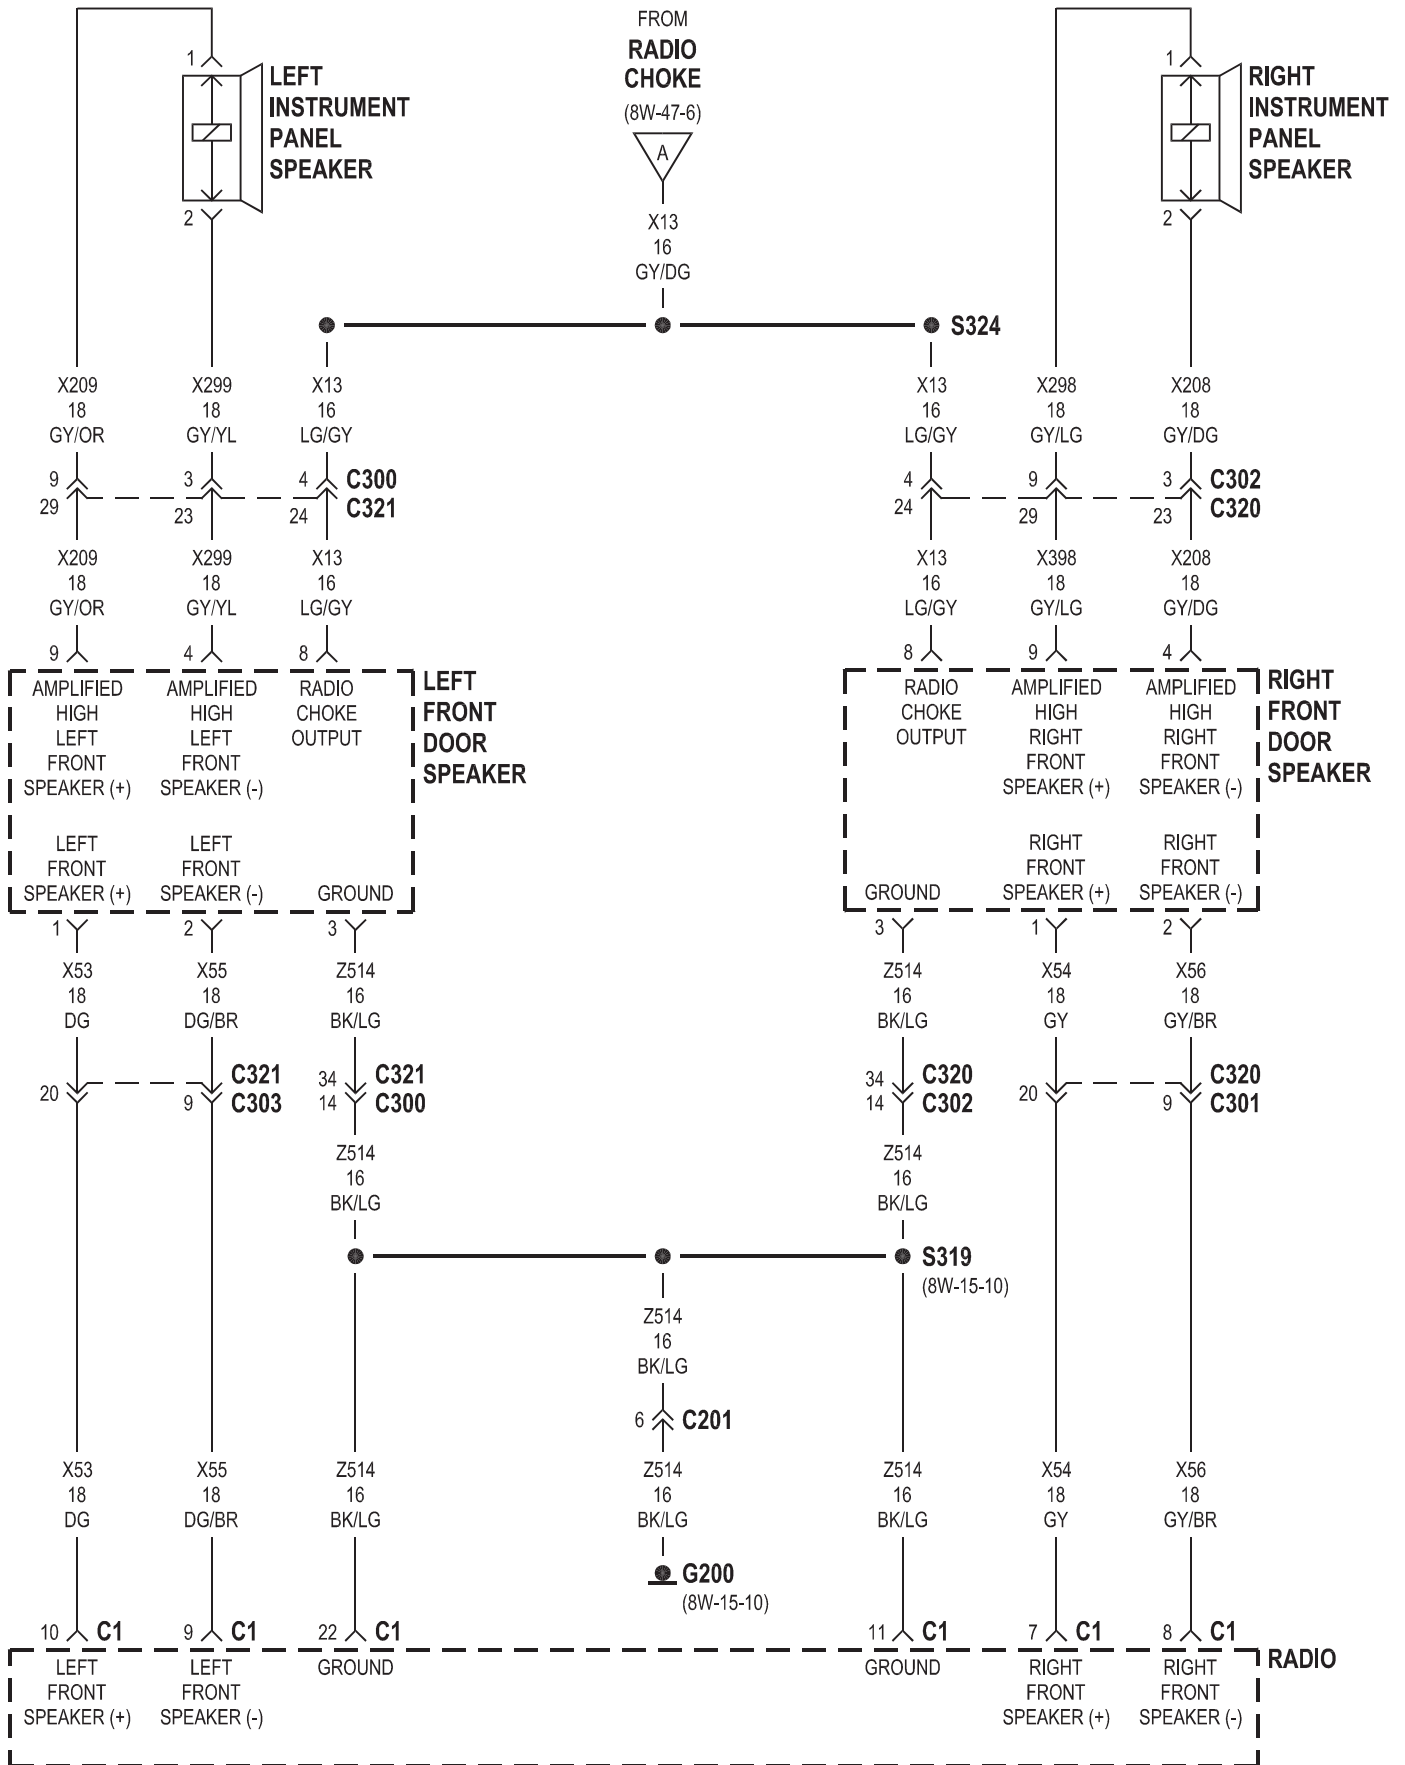 FROM
RADIO
CHOKE
(8W-47-6)
A
X13
16
GY/DG
1
LEFT
INSTRUMENT
PANEL
SPEAKER
2
1
RIGHT
INSTRUMENT
PANEL
SPEAKER
2
S324
X209 X299 X13 X13 X298 X208
18 18 16 16 18 18
GY/OR GY/YL LG/GY LG/GY GY/LG GY/DG
9 3 4 C300 4 9 3 C302
29 23 24 C321 24 29 23 C320
X209 X299 X13 X13 X398 X208
18 18 16 16 18 18
GY/OR GY/YL LG/GY LG/GY GY/LG GY/DG
9 4 8 8 9 4
LEFT
FRONT
DOOR
SPEAKER
AMPLIFIED
HIGH
LEFT
FRONT
SPEAKER (+)
AMPLIFIED
HIGH
LEFT
FRONT
SPEAKER (-)
RADIO
CHOKE
OUTPUT
LEFT
FRONT
SPEAKER (+)
LEFT
FRONT
SPEAKER (-)
GROUND
RIGHT
FRONT
DOOR
SPEAKER
RADIO
CHOKE
OUTPUT
AMPLIFIED
HIGH
RIGHT
FRONT
SPEAKER (+)
AMPLIFIED
HIGH
RIGHT
FRONT
SPEAKER (-)
GROUND
RIGHT
FRONT
SPEAKER (+)
RIGHT
FRONT
SPEAKER (-)
1 2 3 3 1 2
X53 X55 Z514 Z514 X54 X56
18 18 16 16 18 18
DG DG/BR BK/LG BK/LG GY GY/BR
C321 34 C321 34 C320 C320
20 9 C303 14 C300 14 C302 20 9 C301
Z514 Z514
16 16
BK/LG BK/LG
S319
(8W-15-10)
Z514
16
BK/LG
6 C201
X53 X55 Z514 Z514 Z514 X54 X56
18 18 16 16 16 18 18
DG DG/BR BK/LG BK/LG BK/LG GY GY/BR
G200
(8W-15-10)
10 C1 9 C1 22 C1 11 C1 7 C1 8 C1
RADIO
LEFT
FRONT
SPEAKER (+)
LEFT
FRONT
SPEAKER (-)
GROUND
GROUND
RIGHT
FRONT
SPEAKER (+)
RIGHT
FRONT
SPEAKER (-)